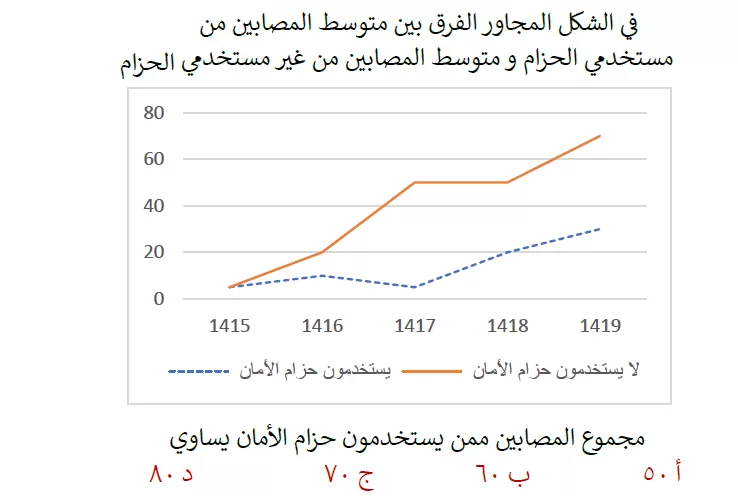 في الشكل المجاور الفرق بين متوسط المصابين من
مستخدمي الحزام و متوسط المصابين من غير مستخدمي الحزام
80
60
40
20
0
1415 1416 1417 1418 1419
لا يستخدمون حزام الأمان يستخدمون حزام الأمان
مجموع المصابين ممن يستخدمون حزام الأمان يساوي
أ ٥٠ ب ٦٠ ج ٧٠ د ٨٠